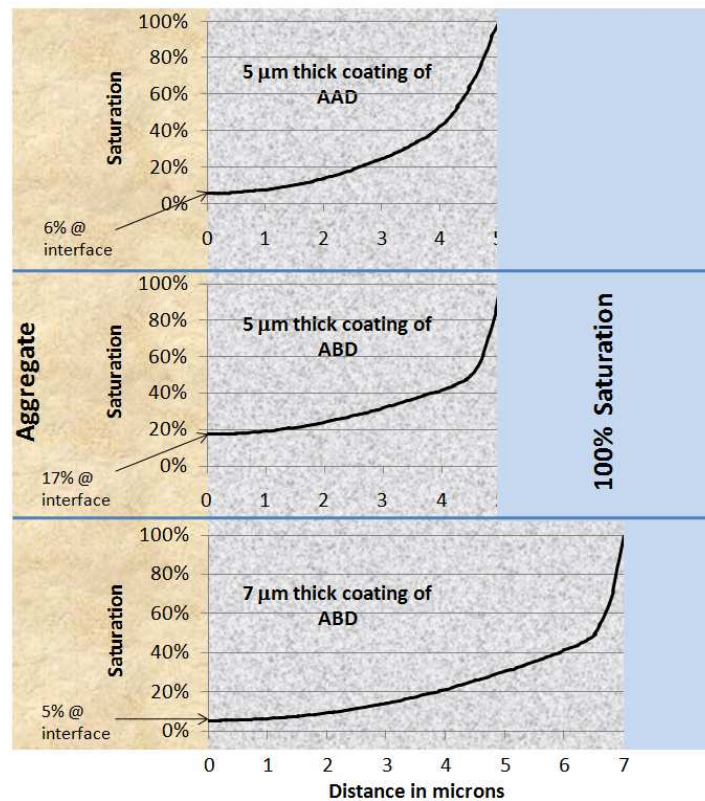 100%
80%
60%
40%
20%
0%
Saturation
5 μm thick coating of
AAD
6% @
interface
0 1 2 3 4 5
100%
80%
60%
40%
20%
0%
Saturation
5 μm thick coating of
ABD
17% @
interface
0 1 2 3 4 5
Aggregate
100% Saturation
100%
80%
60%
40%
20%
0%
Saturation
7 μm thick coating of
ABD
5% @
interface
0 1 2 3 4 5 6 7
Distance in microns